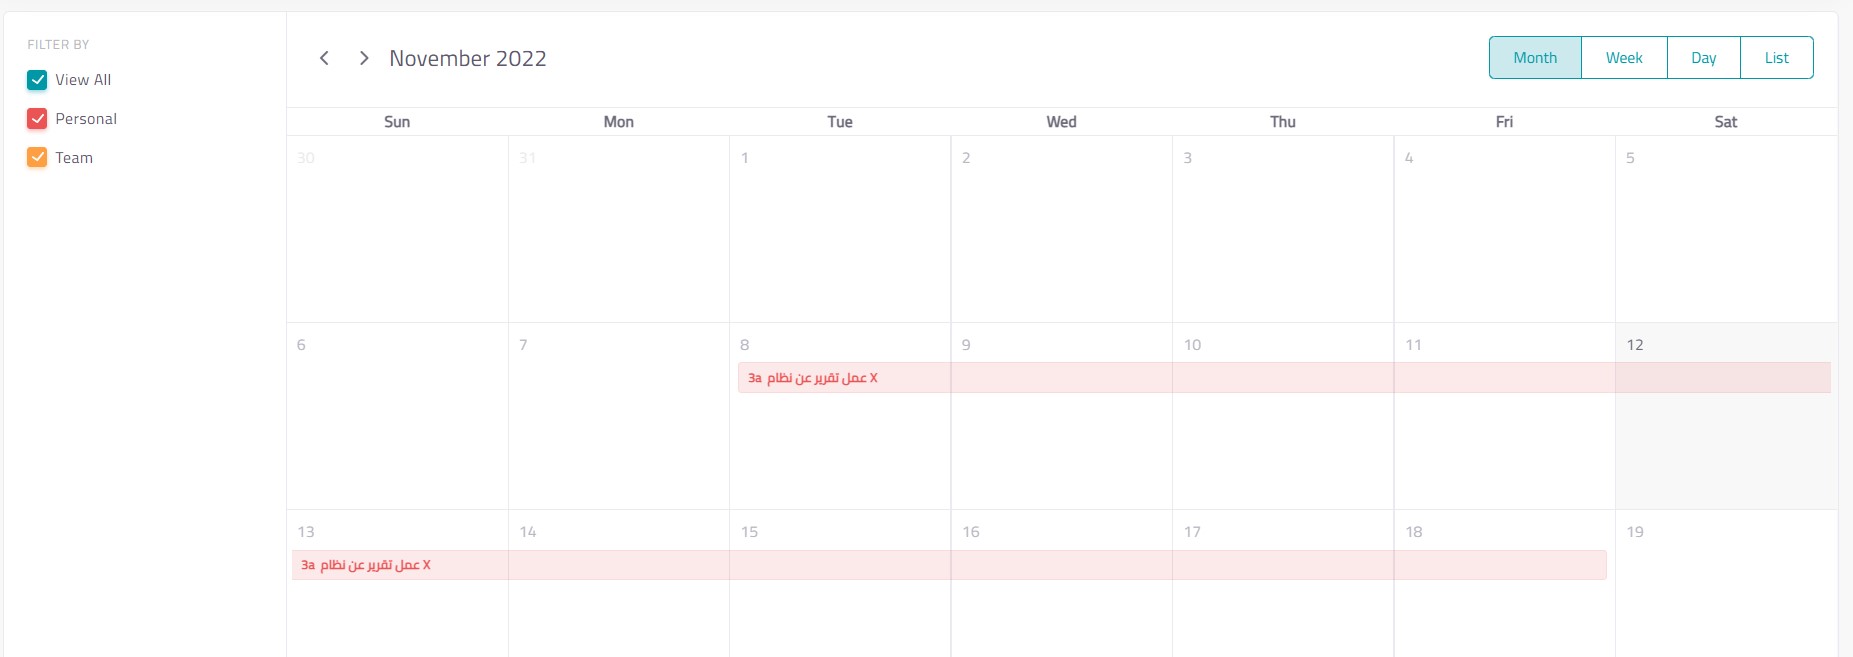 FILTER BY
View All
Personal
Team
November 2022
Month Week Day List
Sun Mon Tue Wed Thu Fri Sat
30 31 1 2 3 4 5
6 7 8 9 10 11 12
3a عمل تقرير عن نظام X
13 14 15 16 17 18 19
3a عمل تقرير عن نظام X